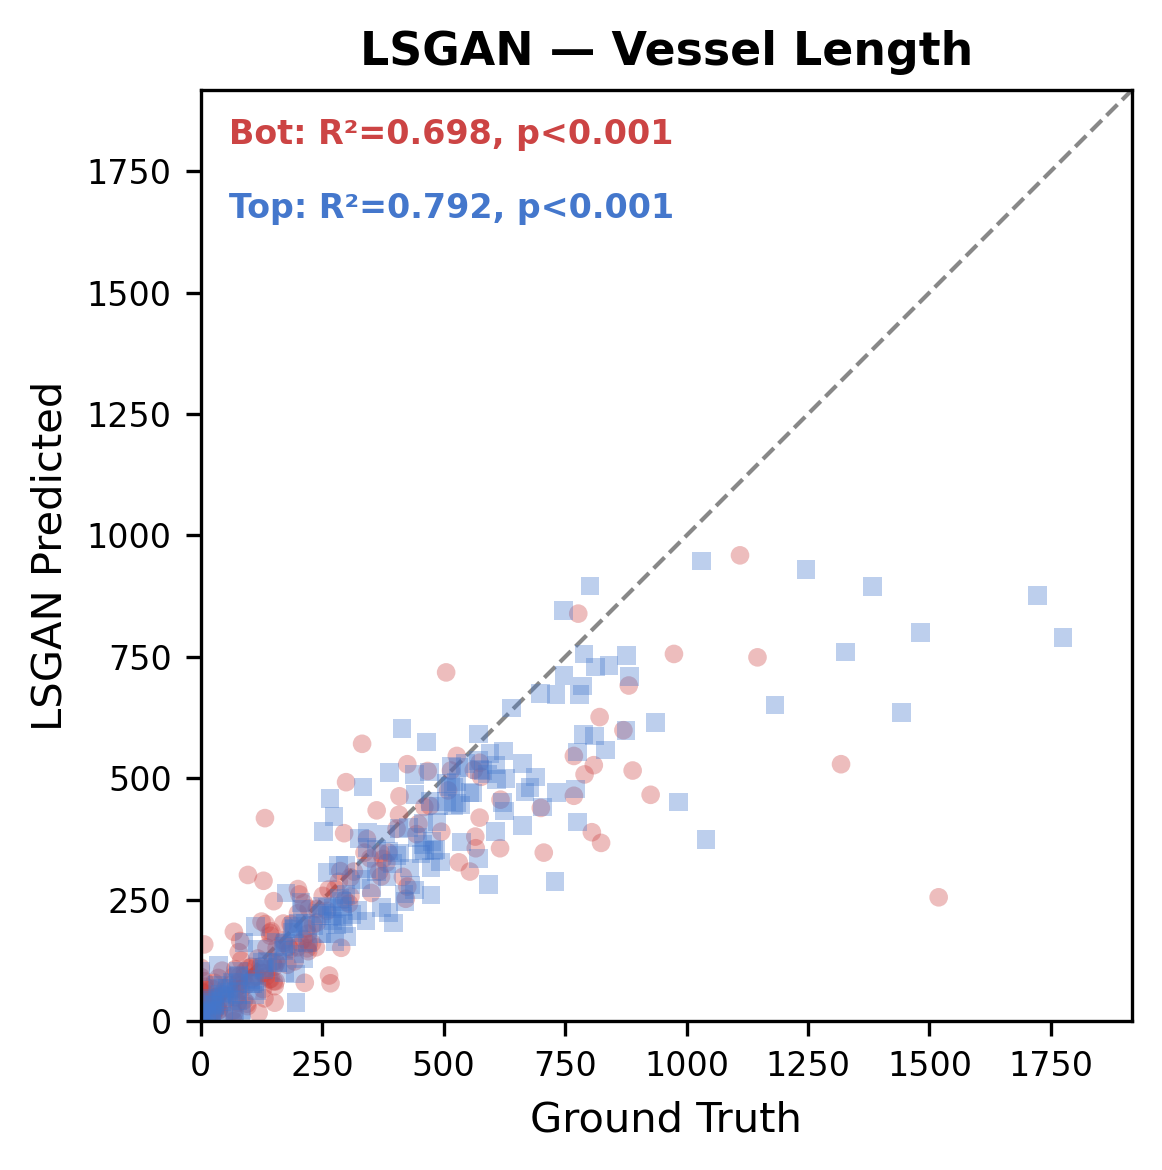 LSGAN — Vessel Length
Bot: R²=0.698, p<0.001
Top: R²=0.792, p<0.001
1750
1500
1250
1000
750
500
250
0
LSGAN Predicted
0 250 500 750 1000 1250 1500 1750
Ground Truth